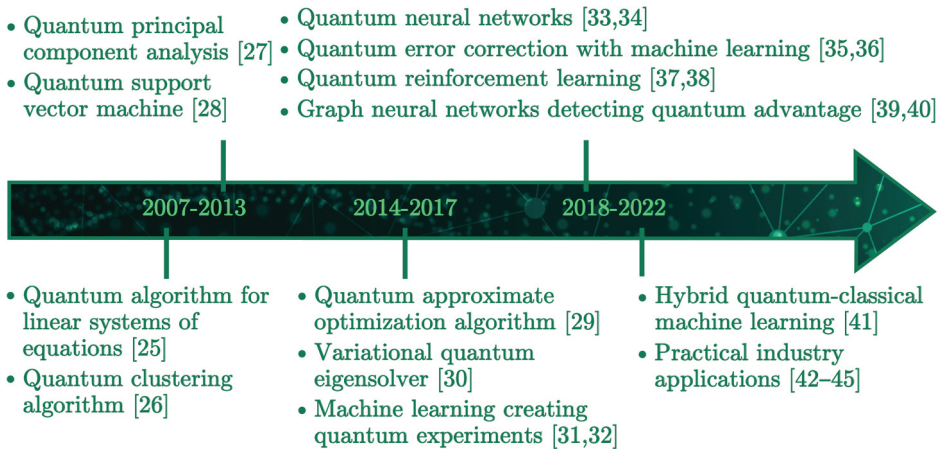 • Quantum principal
component analysis [27]
• Quantum support
vector machine [28]
• Quantum neural networks [33,34]
• Quantum error correction with machine learning [35,36]
• Quantum reinforcement learning [37,38]
• Graph neural networks detecting quantum advantage [39,40]
2007-2013
2014-2017
2018-2022
• Quantum algorithm for
linear systems of
equations [25]
• Quantum clustering
algorithm [26]
• Quantum approximate
optimization algorithm [29]
• Variational quantum
eigensolver [30]
• Machine learning creating
quantum experiments [31,32]
• Hybrid quantum-classical
machine learning [41]
• Practical industry
applications [42–45]